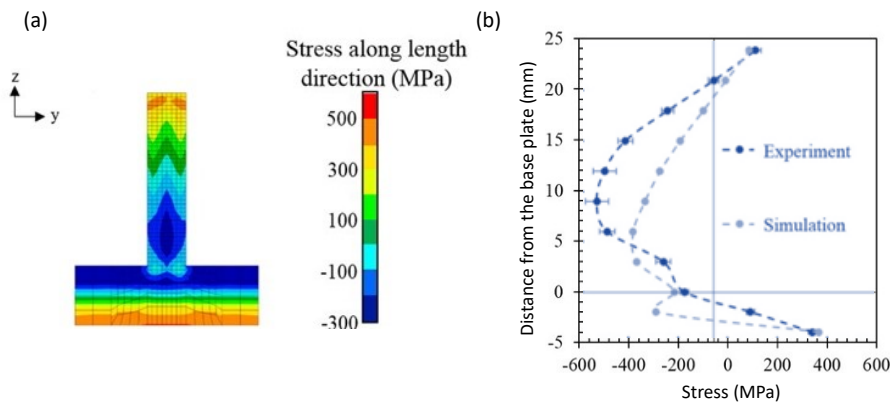 (a)
z
y
Stress along length
direction (MPa)
500
300
100
-100
-300
(b)
Distance from the base plate (mm)
25
20
15
10
5
0
-5
Experiment
Simulation
-600 -400 -200 0 200 400 600
Stress (MPa)